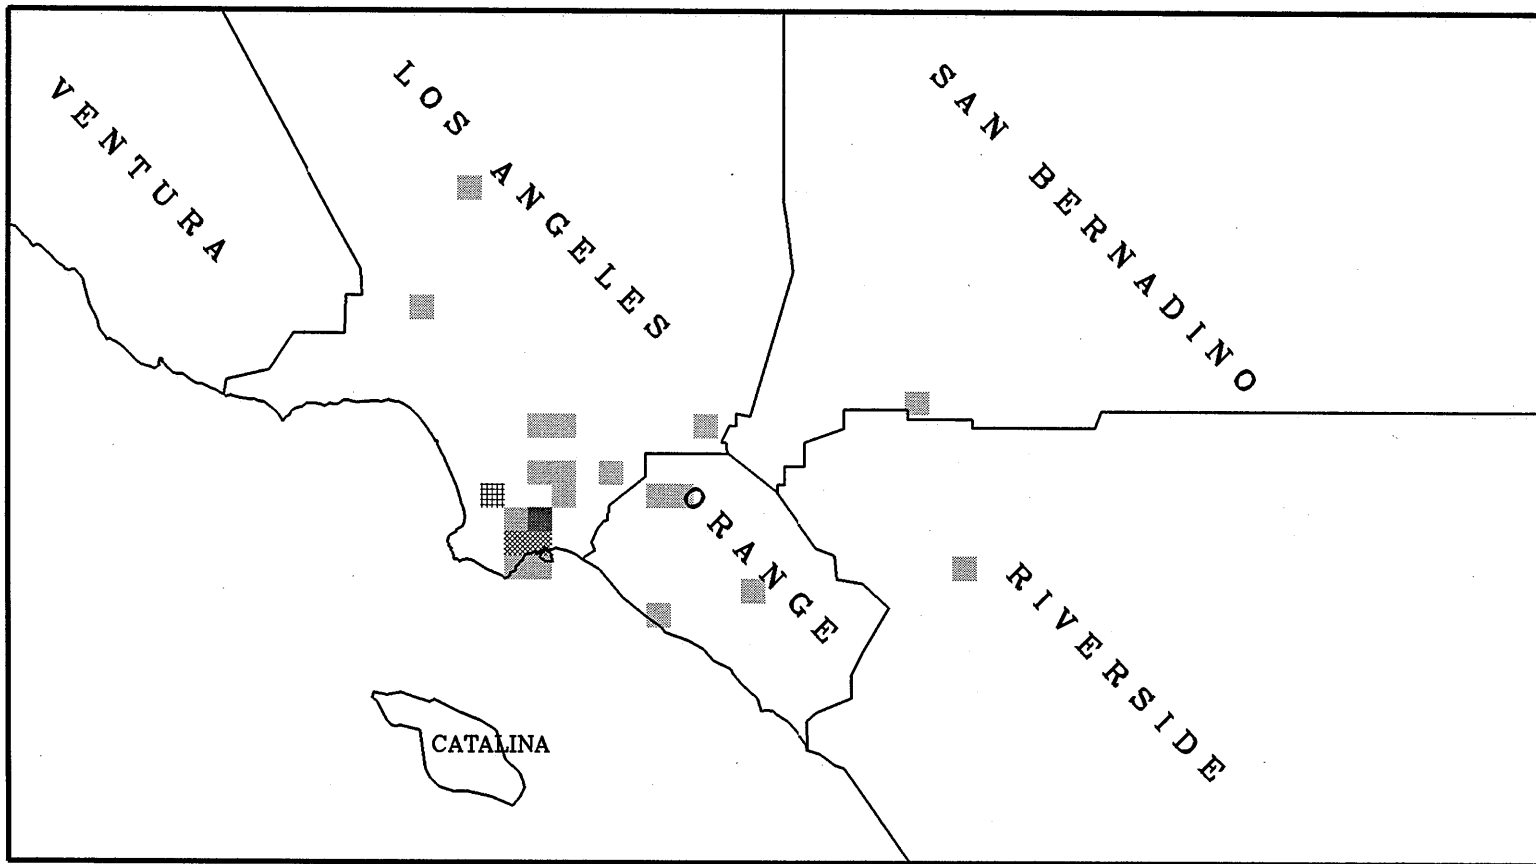 VENTURA
LOS ANGELES
SAN BERNADINO
ORANGE
RIVERSIDE
CATALINA